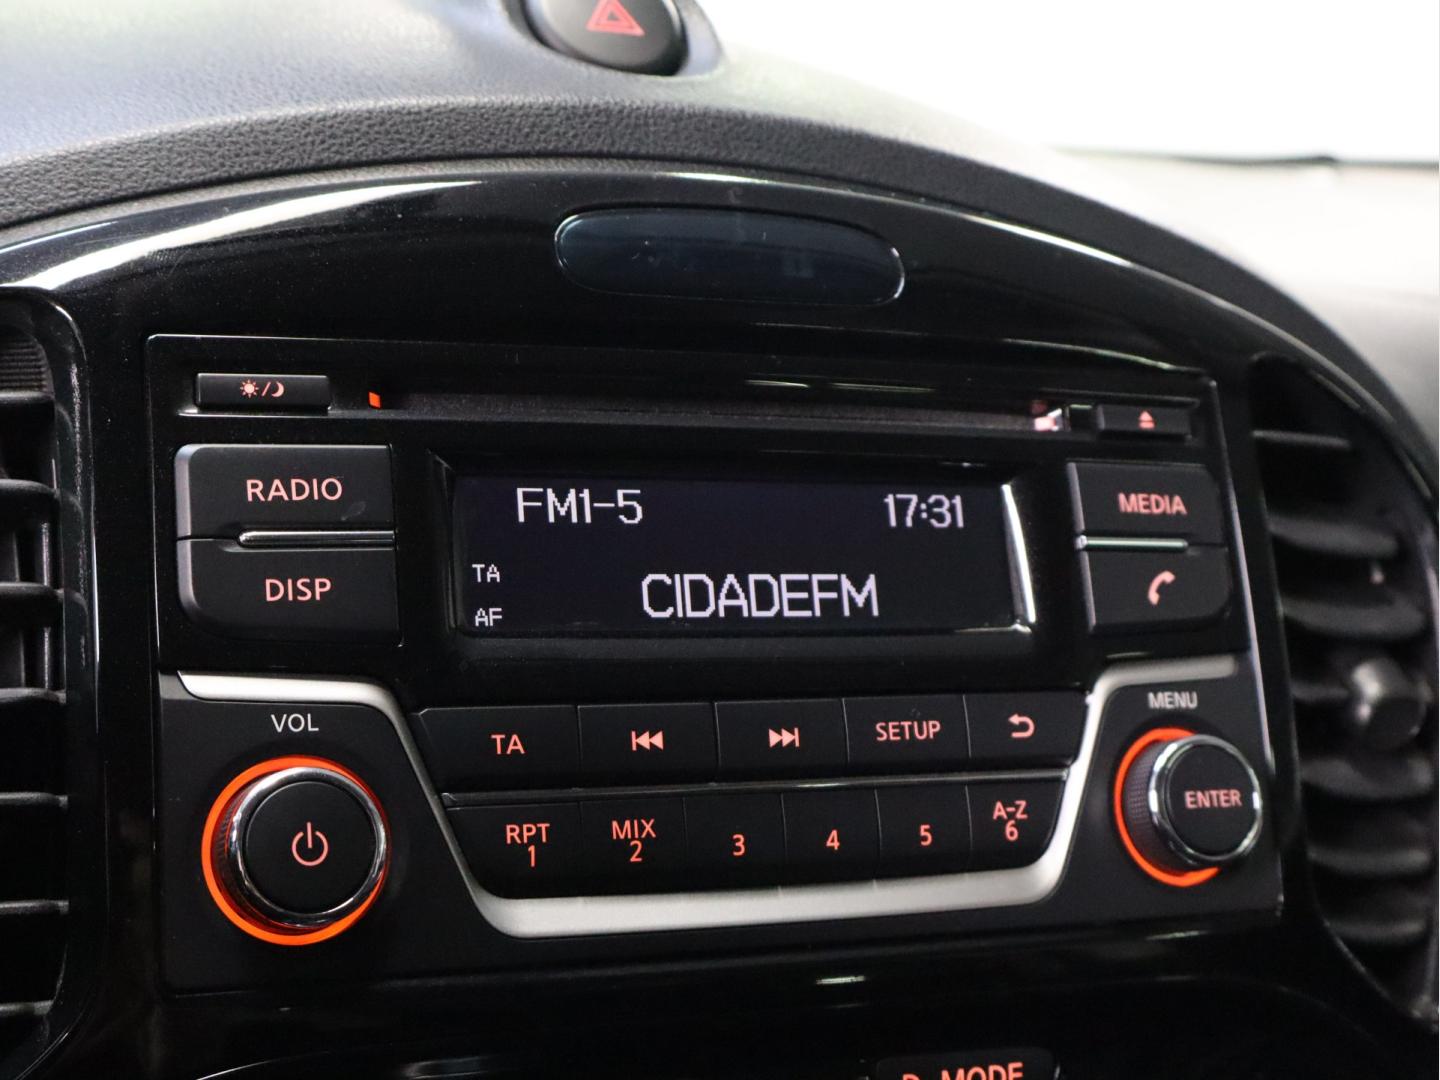 RADIO
DISP
FM1-5 17:31
TA
AF
CIDADEFM
MEDIA
VOL
MENU
TA
SETUP
ENTER
RPT
1
MIX
2
3
4
5
A-Z
6
D-MODE